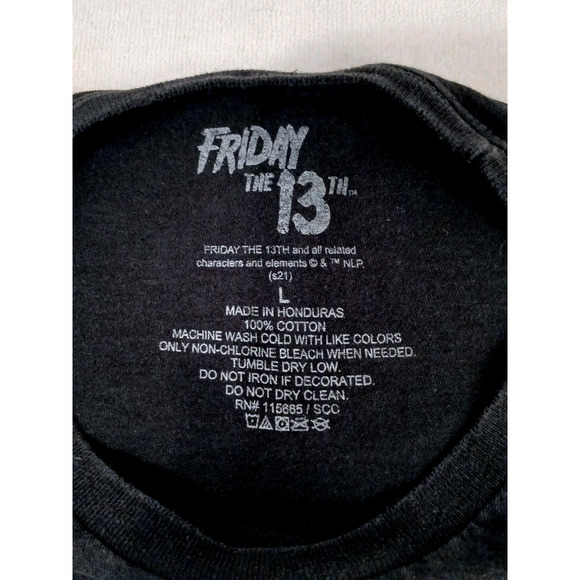 FRIDAY
THE 13TH™
FRIDAY THE 13TH and all related
characters and elements © & ™ NLP.
(s21)
L
MADE IN HONDURAS
100% COTTON
MACHINE WASH COLD WITH LIKE COLORS
ONLY NON-CHLORINE BLEACH WHEN NEEDED.
TUMBLE DRY LOW.
DO NOT IRON IF DECORATED.
DO NOT DRY CLEAN.
RN# 115665 / SCC